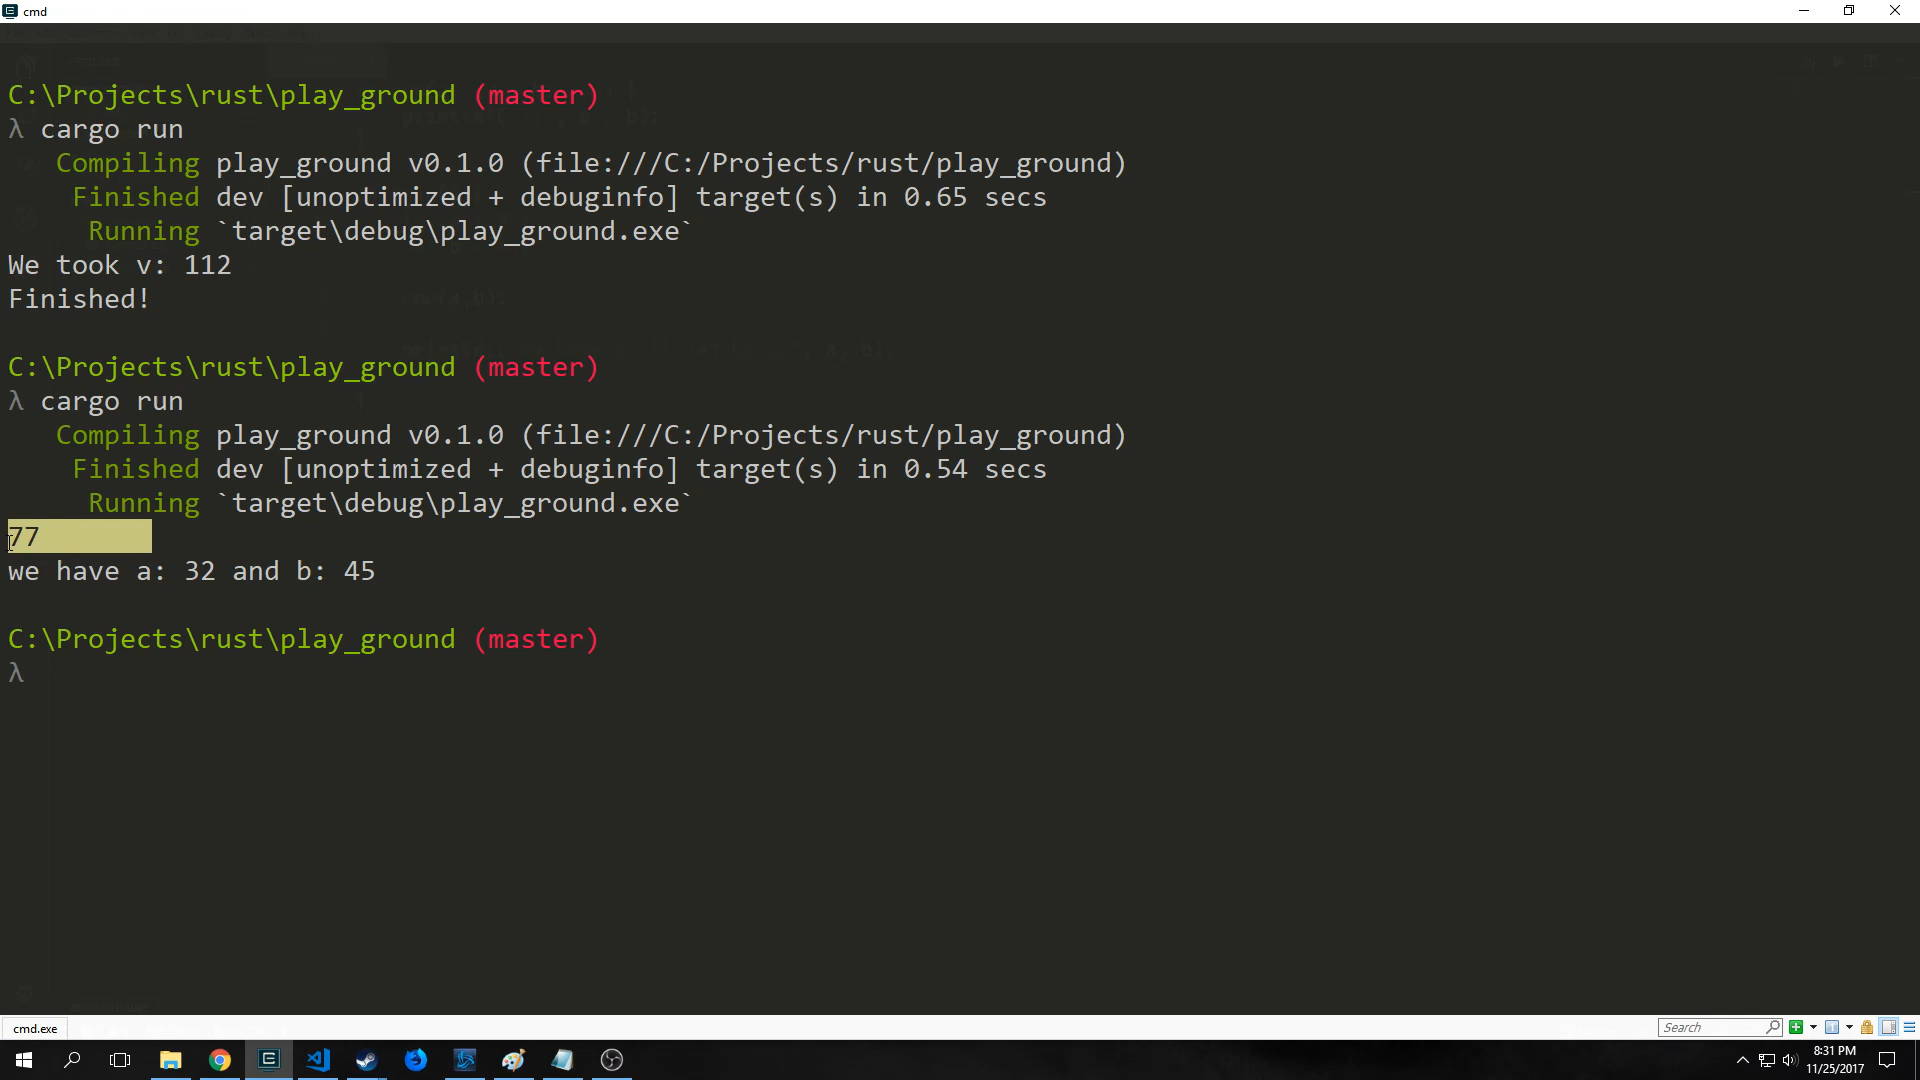 cmd
C:\Projects\rust\play_ground (master)
λ cargo run
Compiling play_ground v0.1.0 (file:///C:/Projects/rust/play_ground)
Finished dev [unoptimized + debuginfo] target(s) in 0.65 secs
Running `target\debug\play_ground.exe`
We took v: 112
Finished!
C:\Projects\rust\play_ground (master)
λ cargo run
Compiling play_ground v0.1.0 (file:///C:/Projects/rust/play_ground)
Finished dev [unoptimized + debuginfo] target(s) in 0.54 secs
Running `target\debug\play_ground.exe`
77
we have a: 32 and b: 45
C:\Projects\rust\play_ground (master)
λ
cmd.exe
Search
8:31 PM
11/25/2017